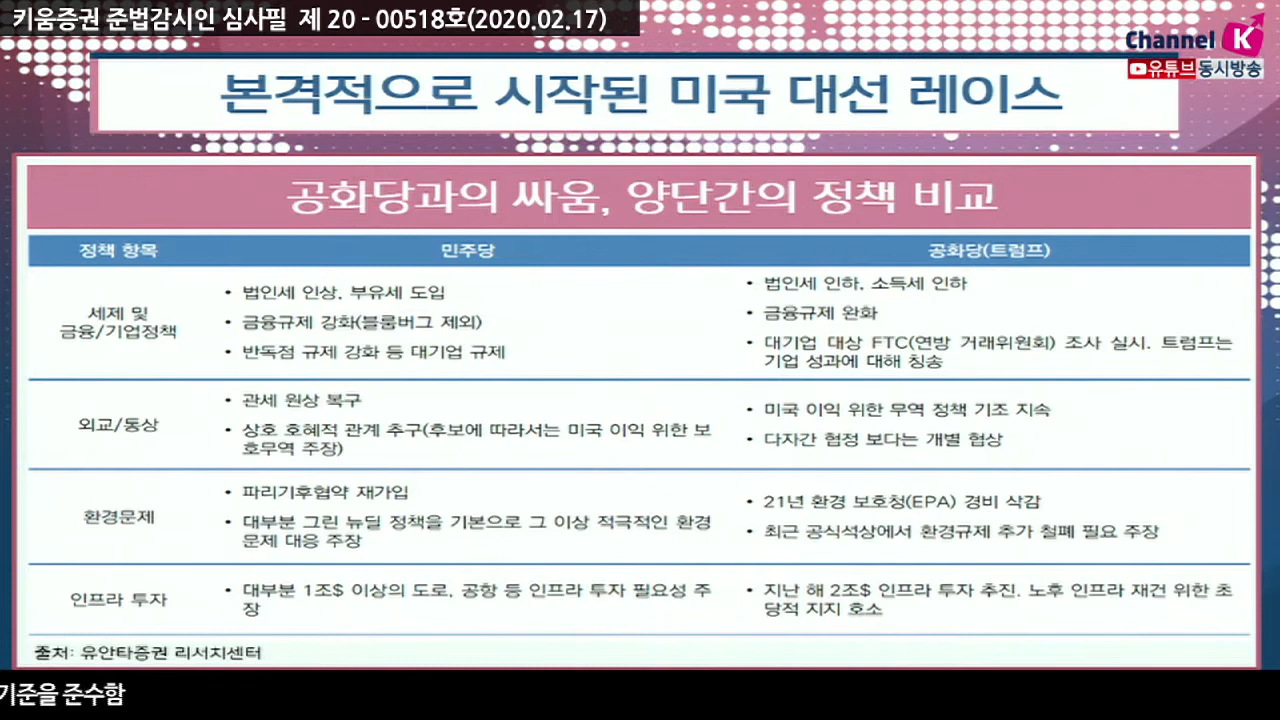 키움증권 준법감시인 심사필 제 20 - 00518호(2020.02.17)
Channel K
유튜브 동시방송
본격적으로 시작된 미국 대선 레이스
공화당과의 싸움, 양단간의 정책 비교
정책 항목 민주당 공화당(트럼프)
세제 및
금융/기업정책
• 법인세 인상, 부유세 도입
• 금융규제 강화(블룸버그 제외)
• 반독점 규제 강화 등 대기업 규제
• 법인세 인하, 소득세 인하
• 금융규제 완화
• 대기업 대상 FTC(연방 거래위원회) 조사 실시. 트럼프는
기업 성과에 대해 칭송
외교/통상
• 관세 원상 복구
• 상호 호혜적 관계 추구(후보에 따라서는 미국 이익 위한 보
호무역 주장)
• 미국 이익 위한 무역 정책 기조 지속
• 다자간 협정 보다는 개별 협상
환경문제
• 파리기후협약 재가입
• 대부분 그린 뉴딜 정책을 기본으로 그 이상 적극적인 환경
문제 대응 주장
• 21년 환경 보호청(EPA) 경비 삭감
• 최근 공식석상에서 환경규제 추가 철폐 필요 주장
인프라 투자
• 대부분 1조$ 이상의 도로, 공항 등 인프라 투자 필요성 주
장
• 지난 해 2조$ 인프라 투자 추진. 노후 인프라 재건 위한 초
당적 지지 호소
출처: 유안타증권 리서치센터
기준을 준수함